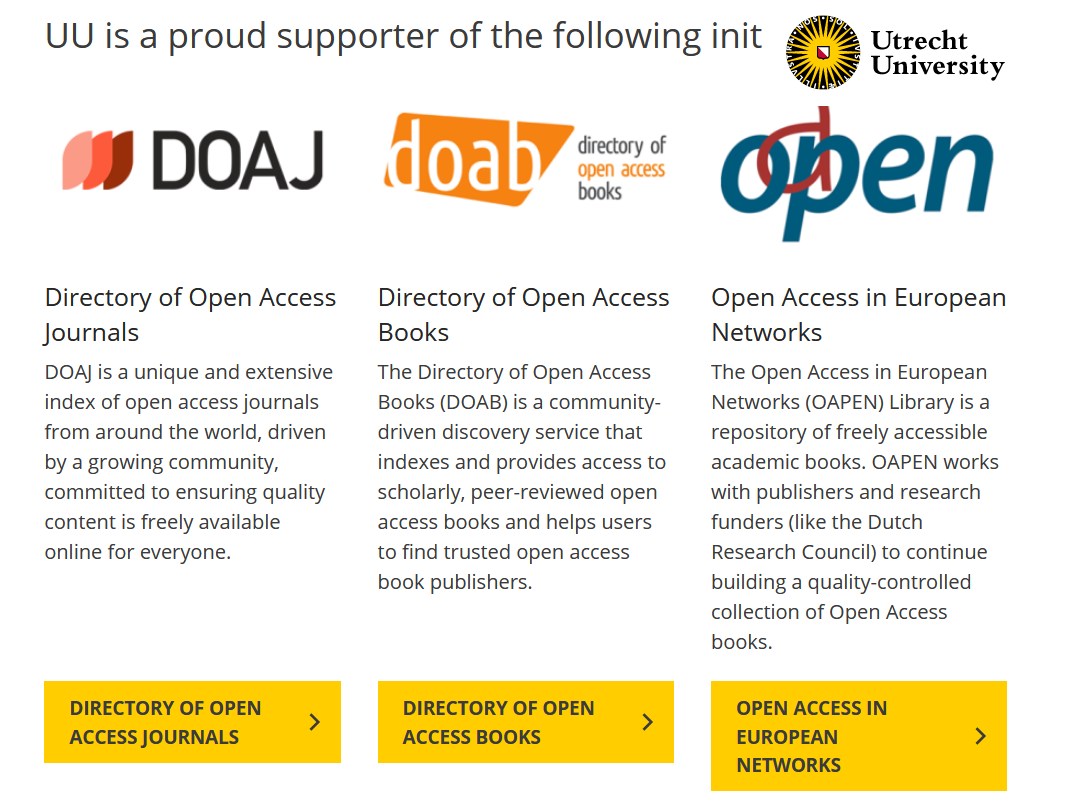 UU is a proud supporter of the following init
Utrecht
University
DOAJ
doab
directory of
open access
books
oapen
Directory of Open Access
Journals
DOAJ is a unique and extensive
index of open access journals
from around the world, driven
by a growing community,
committed to ensuring quality
content is freely available
online for everyone.
DIRECTORY OF OPEN
ACCESS JOURNALS
Directory of Open Access
Books
The Directory of Open Access
Books (DOAB) is a community-
driven discovery service that
indexes and provides access to
scholarly, peer-reviewed open
access books and helps users
to find trusted open access
book publishers.
DIRECTORY OF OPEN
ACCESS BOOKS
Open Access in European
Networks
The Open Access in European
Networks (OAPEN) Library is a
repository of freely accessible
academic books. OAPEN works
with publishers and research
funders (like the Dutch
Research Council) to continue
building a quality-controlled
collection of Open Access
books.
OPEN ACCESS IN
EUROPEAN
NETWORKS